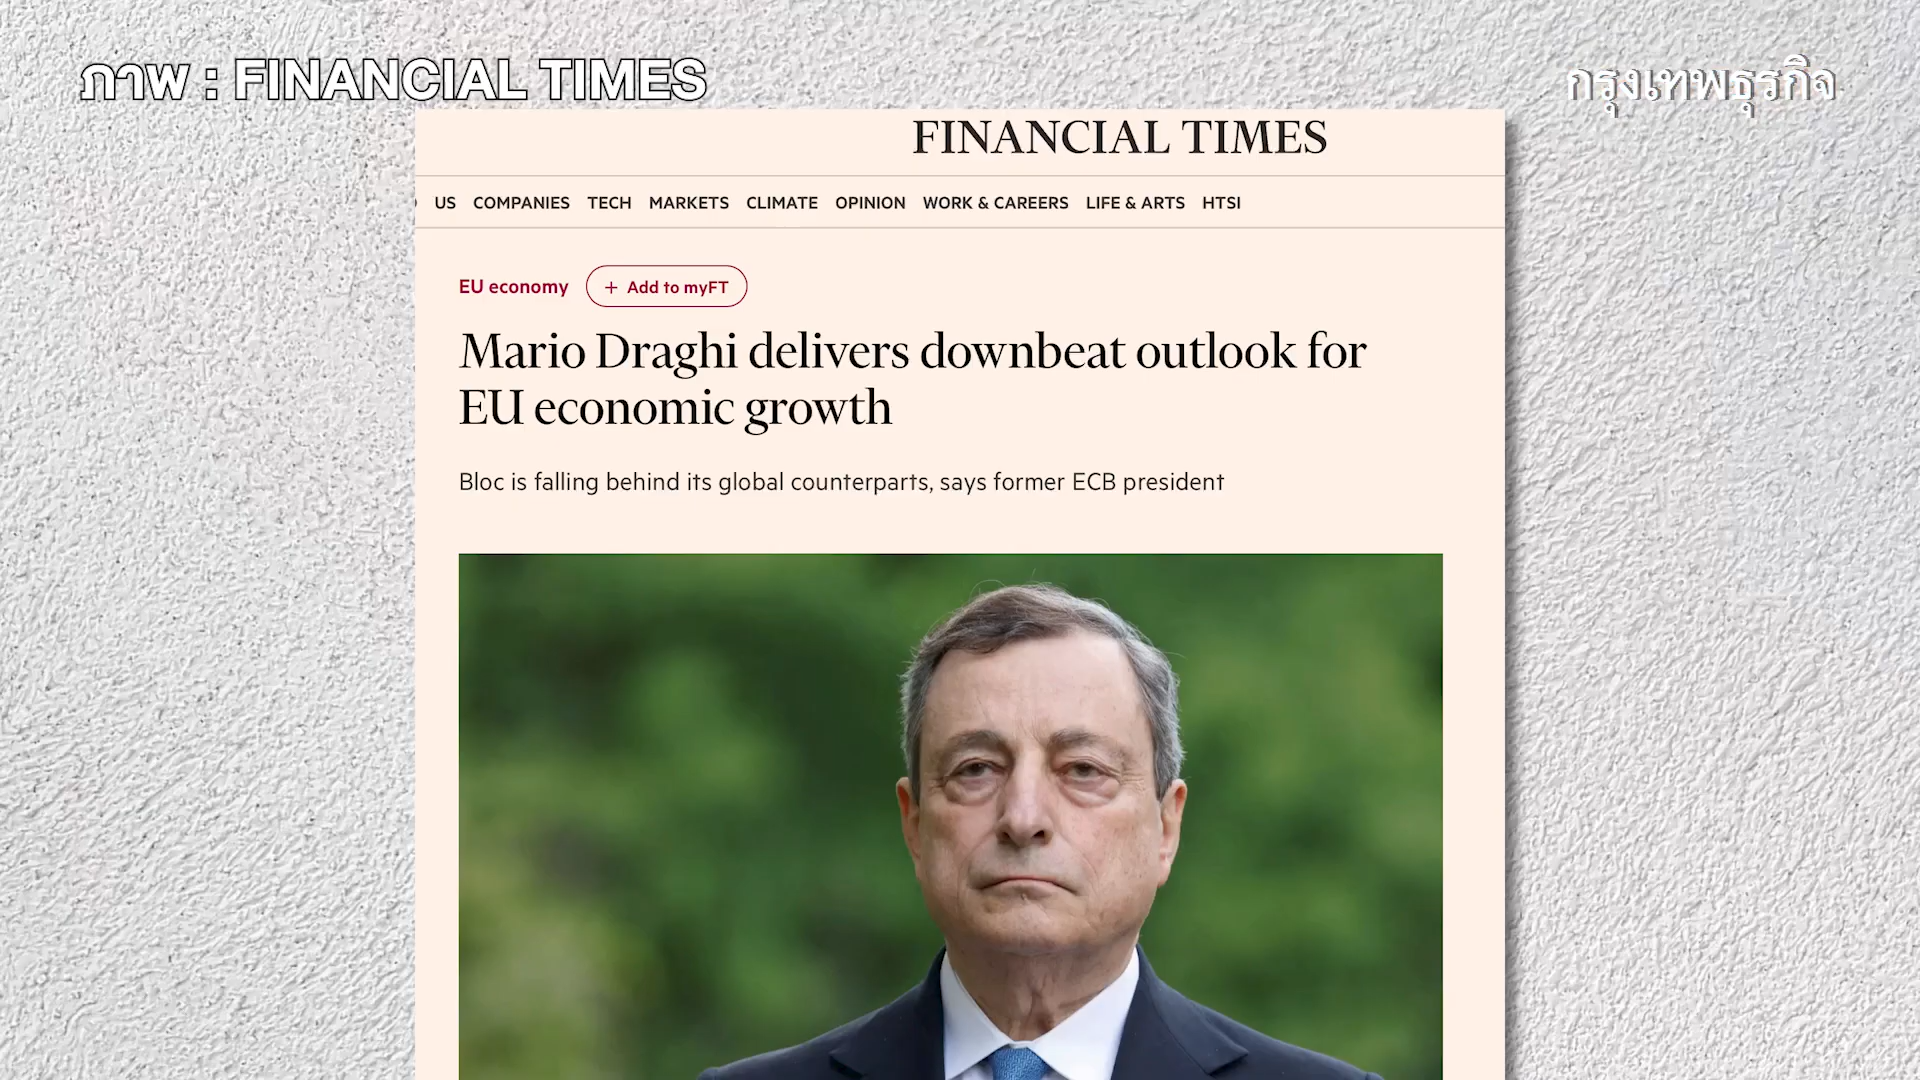 ภาพ : FINANCIAL TIMES
กรุงเทพธุรกิจ
FINANCIAL TIMES
US COMPANIES TECH MARKETS CLIMATE OPINION WORK & CAREERS LIFE & ARTS HTSI
EU economy + Add to myFT
Mario Draghi delivers downbeat outlook for
EU economic growth
Bloc is falling behind its global counterparts, says former ECB president